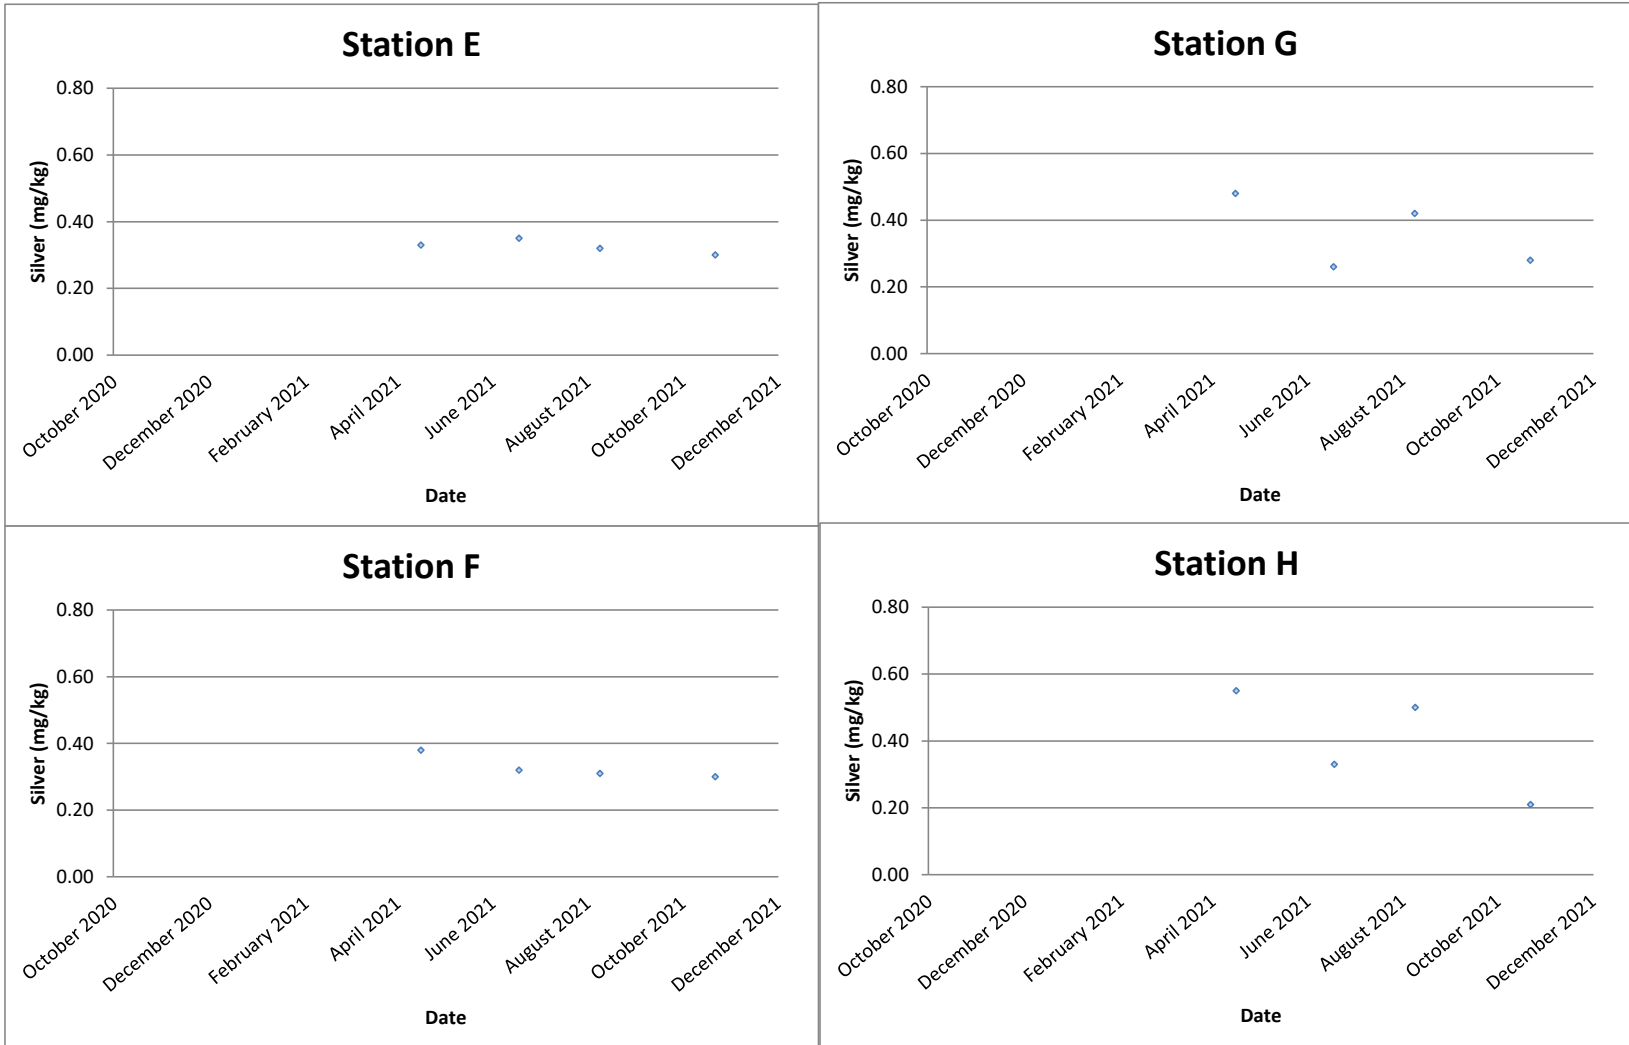 Station E
0.80
0.60
0.40
0.20
0.00
Silver (mg/kg)
October 2020
December 2020
February 2021
April 2021
June 2021
August 2021
October 2021
December 2021
Date
Station G
0.80
0.60
0.40
0.20
0.00
Silver (mg/kg)
October 2020
December 2020
February 2021
April 2021
June 2021
August 2021
October 2021
December 2021
Date
Station F
0.80
0.60
0.40
0.20
0.00
Silver (mg/kg)
October 2020
December 2020
February 2021
April 2021
June 2021
August 2021
October 2021
December 2021
Date
Station H
0.80
0.60
0.40
0.20
0.00
Silver (mg/kg)
October 2020
December 2020
February 2021
April 2021
June 2021
August 2021
October 2021
December 2021
Date